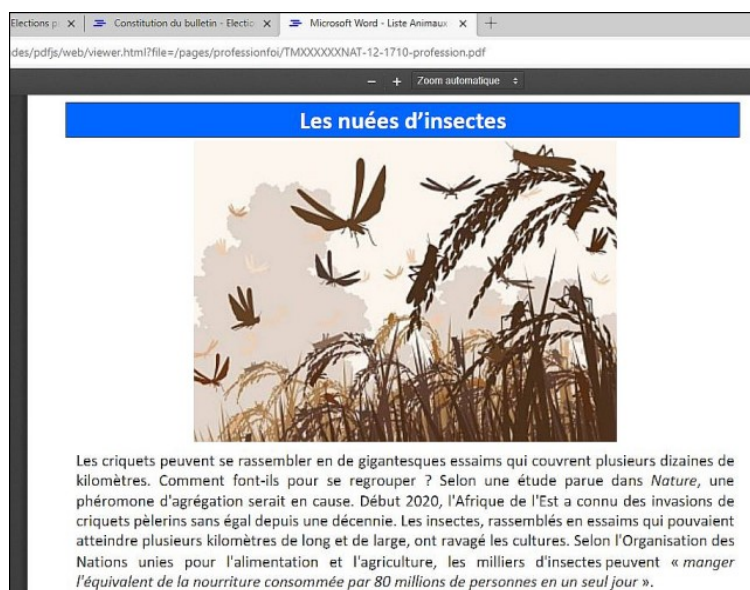 Elections p
Constitution du bulletin - Electio
Microsoft Word - Liste Animaux
des/pdfjs/web/viewer.html?file=/pages/professionfoi/TMXXXXXNAT-12-1710-profession.pdf
Zoom automatique
Les nuées d'insectes
Les criquets peuvent se rassembler en de gigantesques essaims qui couvrent plusieurs dizaines de
kilomètres. Comment font-ils pour se regrouper ? Selon une étude parue dans Nature, une
phéromone d'agrégation serait en cause. Début 2020, l'Afrique de l'Est a connu des invasions de
criquets pèlerins sans égal depuis une décennie. Les insectes, rassemblés en essaims qui pouvaient
atteindre plusieurs kilomètres de long et de large, ont ravagé les cultures. Selon l'Organisation des
Nations unies pour l'alimentation et l'agriculture, les milliers d'insectes peuvent « manger
l'équivalent de la nourriture consommée par 80 millions de personnes en un seul jour ».